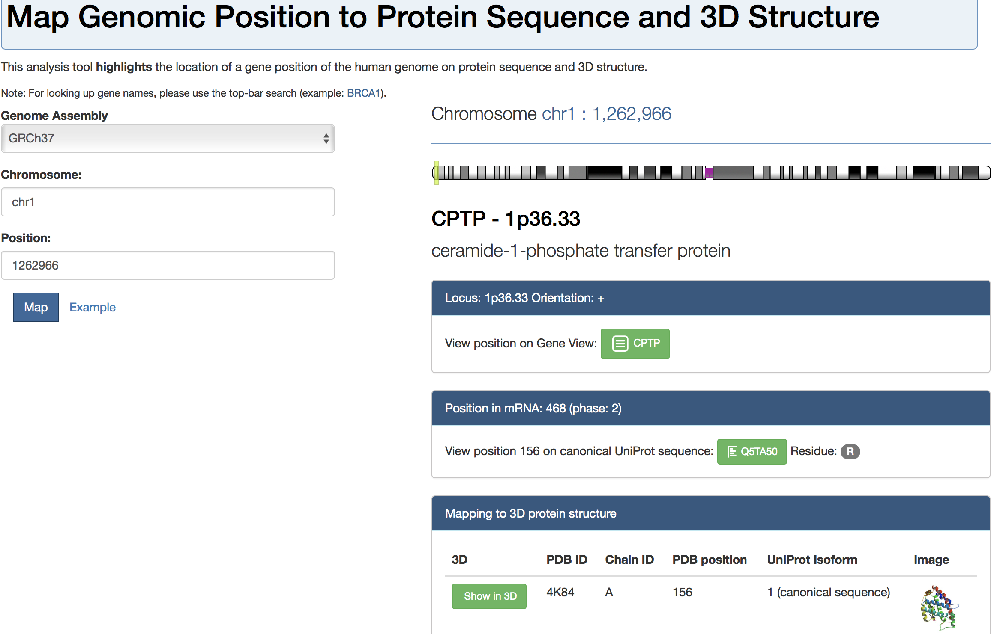 Map Genomic Position to Protein Sequence and 3D Structure
This analysis tool highlights the location of a gene position of the human genome on protein sequence and 3D structure.
Note: For looking up gene names, please use the top-bar search (example: BRCA1).
Genome Assembly
GRCh37
Chromosome:
chr1
Position:
1262966
Map Example
Chromosome chr1 : 1,262,966
CPTP - 1p36.33
ceramide-1-phosphate transfer protein
Locus: 1p36.33 Orientation: +
View position on Gene View: CPTP
Position in mRNA: 468 (phase: 2)
View position 156 on canonical UniProt sequence: Q5TA50 Residue: R
Mapping to 3D protein structure
3D PDB ID Chain ID PDB position UniProt Isoform Image
Show in 3D 4K84 A 156 1 (canonical sequence)